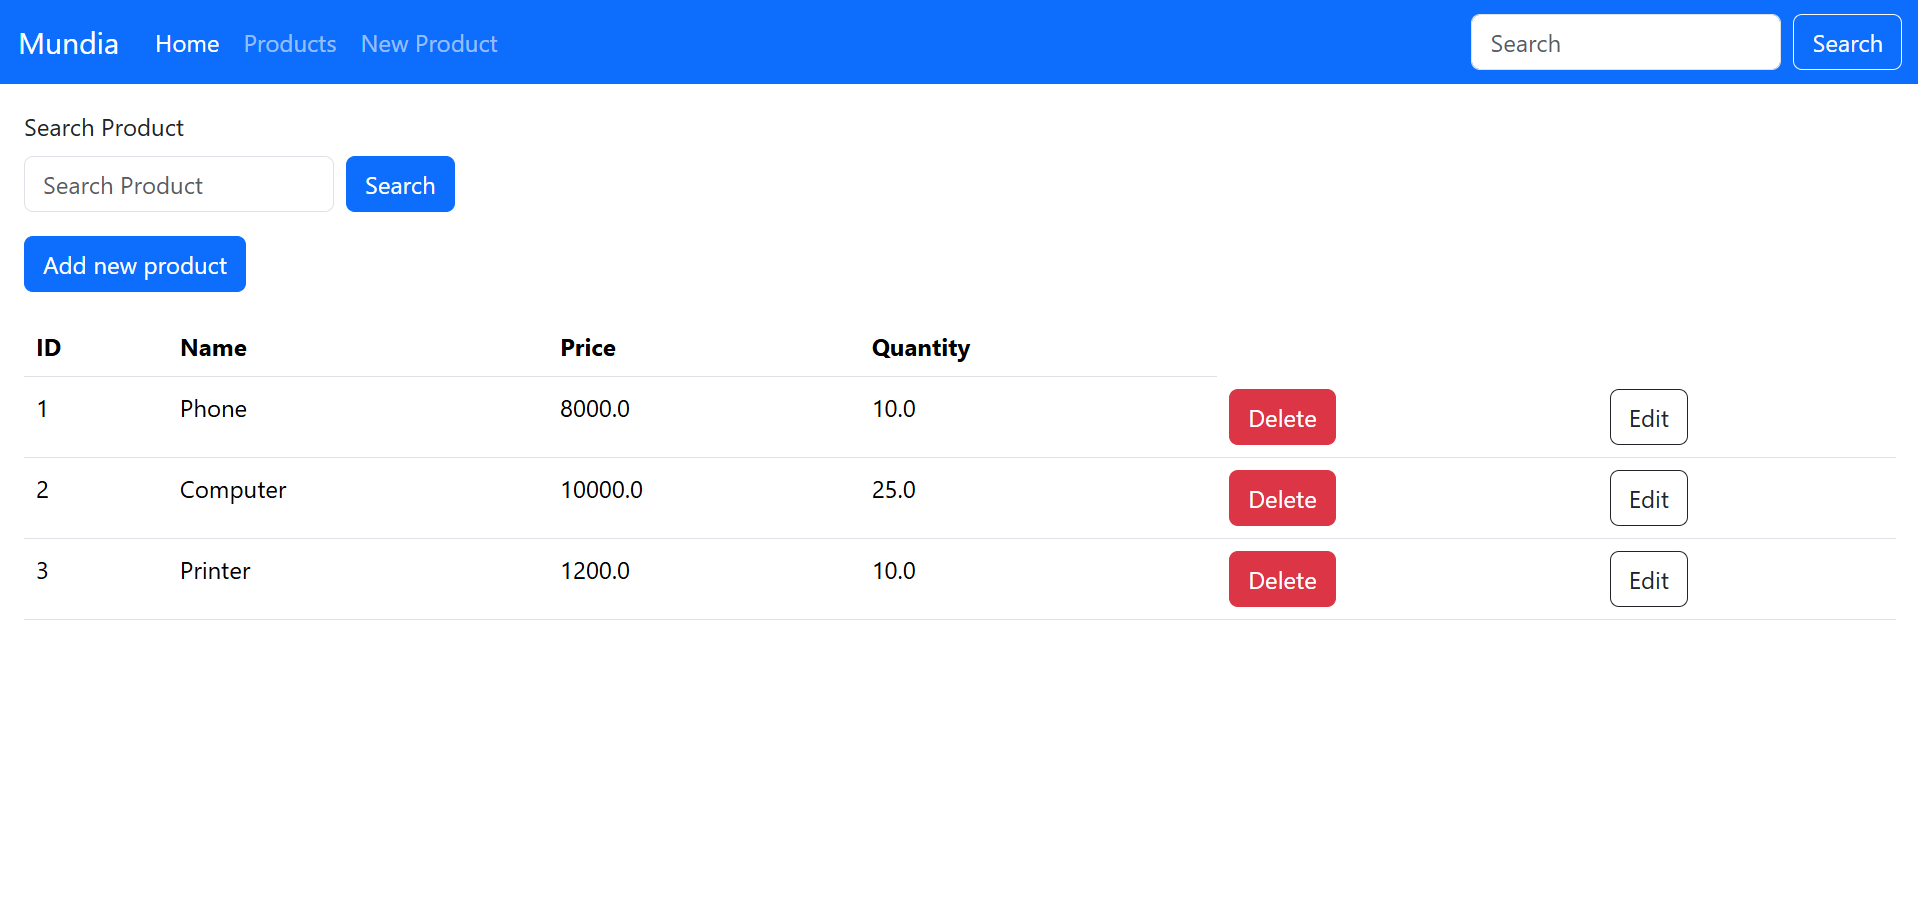 Mundia Home Products New Product Search Search
Search Product
Search Product Search
Add new product
ID Name Price Quantity
1 Phone 8000.0 10.0 Delete Edit
2 Computer 10000.0 25.0 Delete Edit
3 Printer 1200.0 10.0 Delete Edit